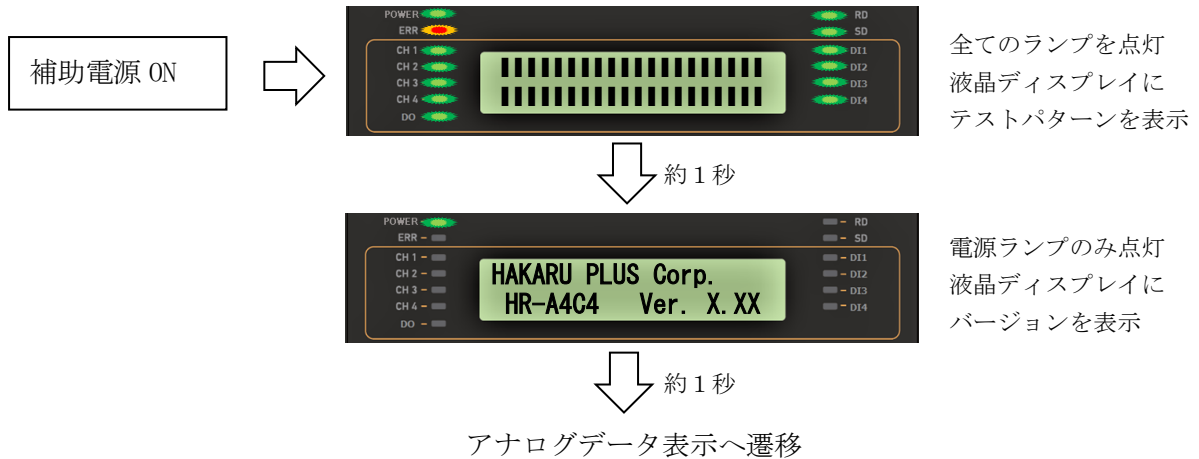 補助電源 ON
POWER
ERR
CH 1
CH 2
CH 3
CH 4
DO
RD
SD
DI1
DI2
DI3
DI4
全てのランプを点灯
液晶ディスプレイに
テストパターンを表示
約１秒
POWER
ERR
CH 1
CH 2
CH 3
CH 4
DO
HAKARU PLUS Corp.
HR-A4C4 Ver. X.XX
RD
SD
DI1
DI2
DI3
DI4
電源ランプのみ点灯
液晶ディスプレイに
バージョンを表示
約１秒
アナログデータ表示へ遷移